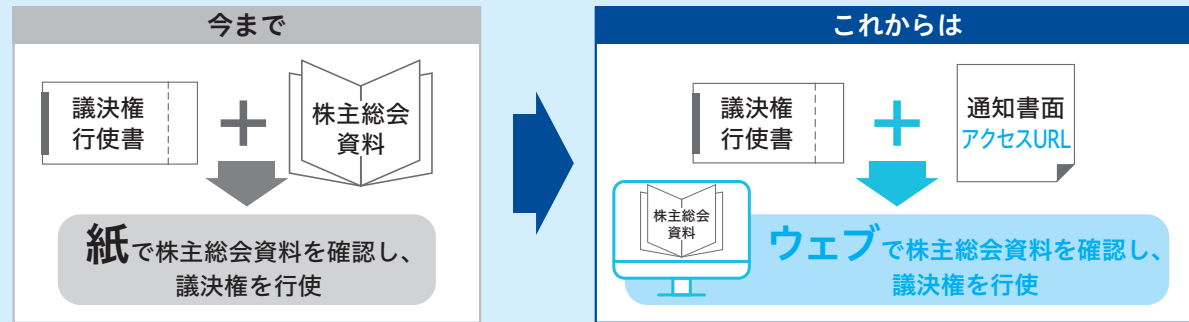 今まで
議決権
行使書
株主総会
資料
紙で株主総会資料を確認し、
議決権を行使
これからは
議決権
行使書
通知書面
アクセスURL
株主総会
資料
ウェブで株主総会資料を確認し、
議決権を行使